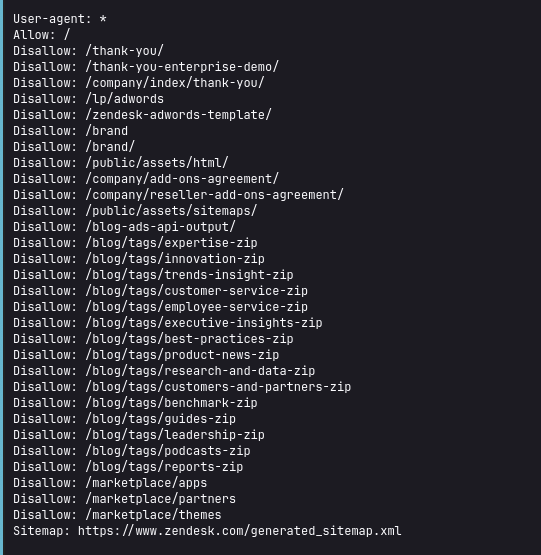 User-agent: *
Allow: /
Disallow: /thank-you/
Disallow: /thank-you-enterprise-demo/
Disallow: /company/index/thank-you/
Disallow: /lp/adwords
Disallow: /zendesk-adwords-template/
Disallow: /brand
Disallow: /brand/
Disallow: /public/assets/html/
Disallow: /company/add-ons-agreement/
Disallow: /company/reseller-add-ons-agreement/
Disallow: /public/assets/sitemaps/
Disallow: /blog-ads-api-output/
Disallow: /blog/tags/expertise-zip
Disallow: /blog/tags/innovation-zip
Disallow: /blog/tags/trends-insight-zip
Disallow: /blog/tags/customer-service-zip
Disallow: /blog/tags/employee-service-zip
Disallow: /blog/tags/executive-insights-zip
Disallow: /blog/tags/best-practices-zip
Disallow: /blog/tags/product-news-zip
Disallow: /blog/tags/research-and-data-zip
Disallow: /blog/tags/customers-and-partners-zip
Disallow: /blog/tags/benchmark-zip
Disallow: /blog/tags/guides-zip
Disallow: /blog/tags/leadership-zip
Disallow: /blog/tags/podcasts-zip
Disallow: /blog/tags/reports-zip
Disallow: /marketplace/apps
Disallow: /marketplace/partners
Disallow: /marketplace/themes
Sitemap: https://www.zendesk.com/generated_sitemap.xml